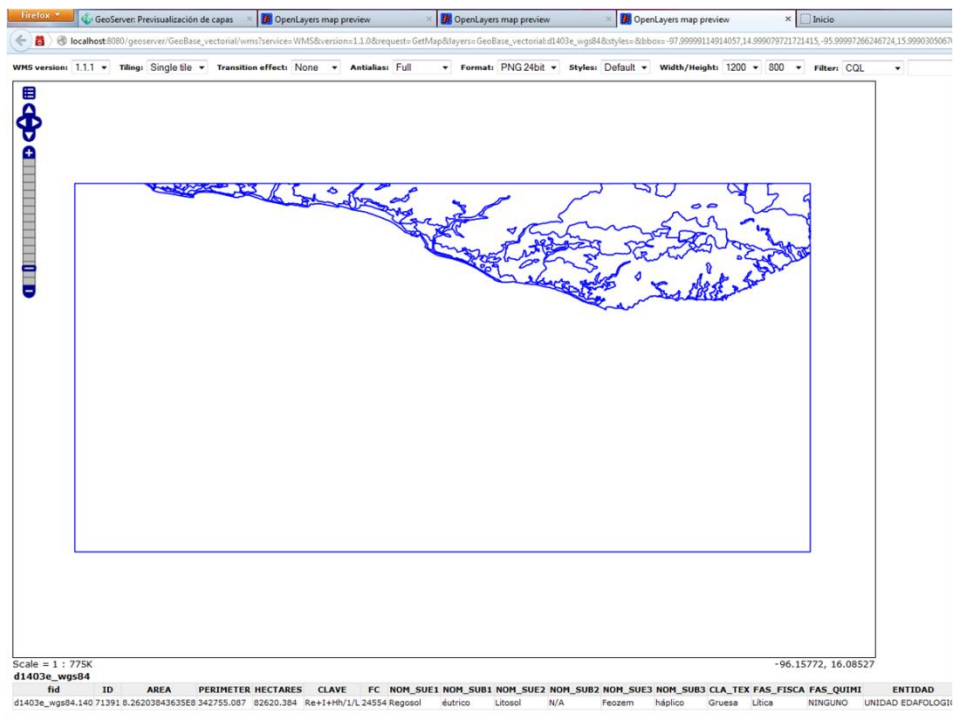 Firefox
GeoServer: Previsualización de capas
OpenLayers map preview
OpenLayers map preview
OpenLayers map preview
Inicio
localhost:8080/geoserver/GeoBase_vectorial/wms?service=WMS&version=1.1.0&request=GetMap&layers=GeoBase_vectorial:d1403e_wgs84&styles=&bbox=-97.99999114914057,14.999079721721415,-95.99997266246724,15.9990305067
WMS version: 1.1.1 Tiling: Single tile Transition effect: None Antialias: Full Format: PNG 24bit Styles: Default Width/Height: 1200 800 Filter: CQL
Scale = 1 : 775K
-96.15772, 16.08527
d1403e_wgs84
fid ID AREA PERIMETER HECTARES CLAVE FC NOM_SUE1 NOM_SUB1 NOM_SUE2 NOM_SUB2 NOM_SUE3 NOM_SUB3 CLA_TEX FAS_FISCA FAS_QUIMI ENTIDAD
d1403e_wgs84.140 71391 8.26203843635E8 342755.087 82620.384 Re+I+Hh/1/L 24554 Regosol éutrico Litosol N/A Feozem háplico Gruesa Lítica NINGUNO UNIDAD EDAFOLOGIC